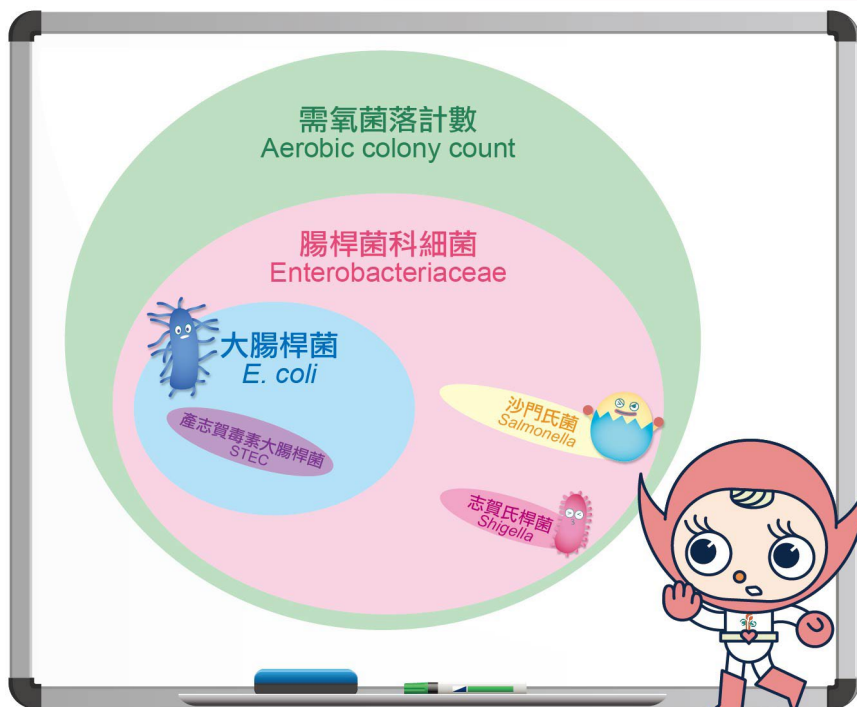 需氧菌落計數
Aerobic colony count
腸桿菌科細菌
Enterobacteriaceae
大腸桿菌
E. coli
產志賀毒素大腸桿菌
STEC
沙門氏菌
Salmonella
志賀氏桿菌
Shigella